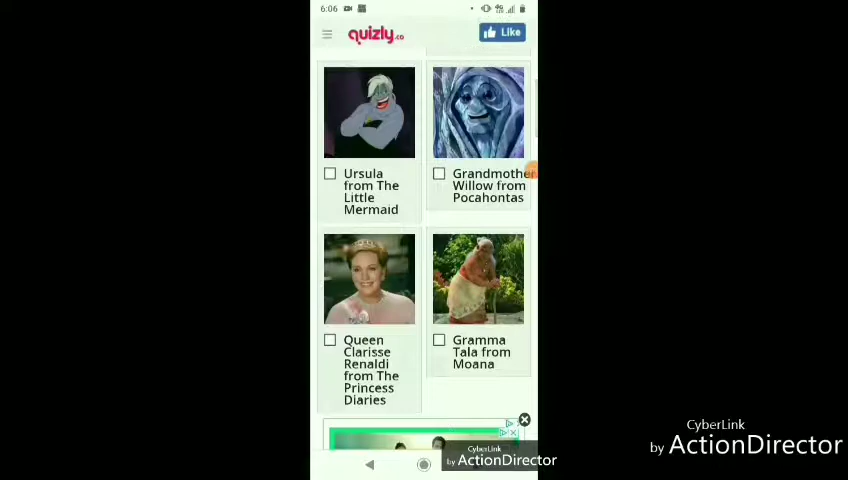 6:06
quizly.co
Like
Ursula
from The
Little
Mermaid
Grandmother
Willow from
Pocahontas
Queen
Clarisse
Renaldi
from The
Princess
Diaries
Gramma
Tala from
Moana
CyberLink
by ActionDirector
CyberLink
by ActionDirector